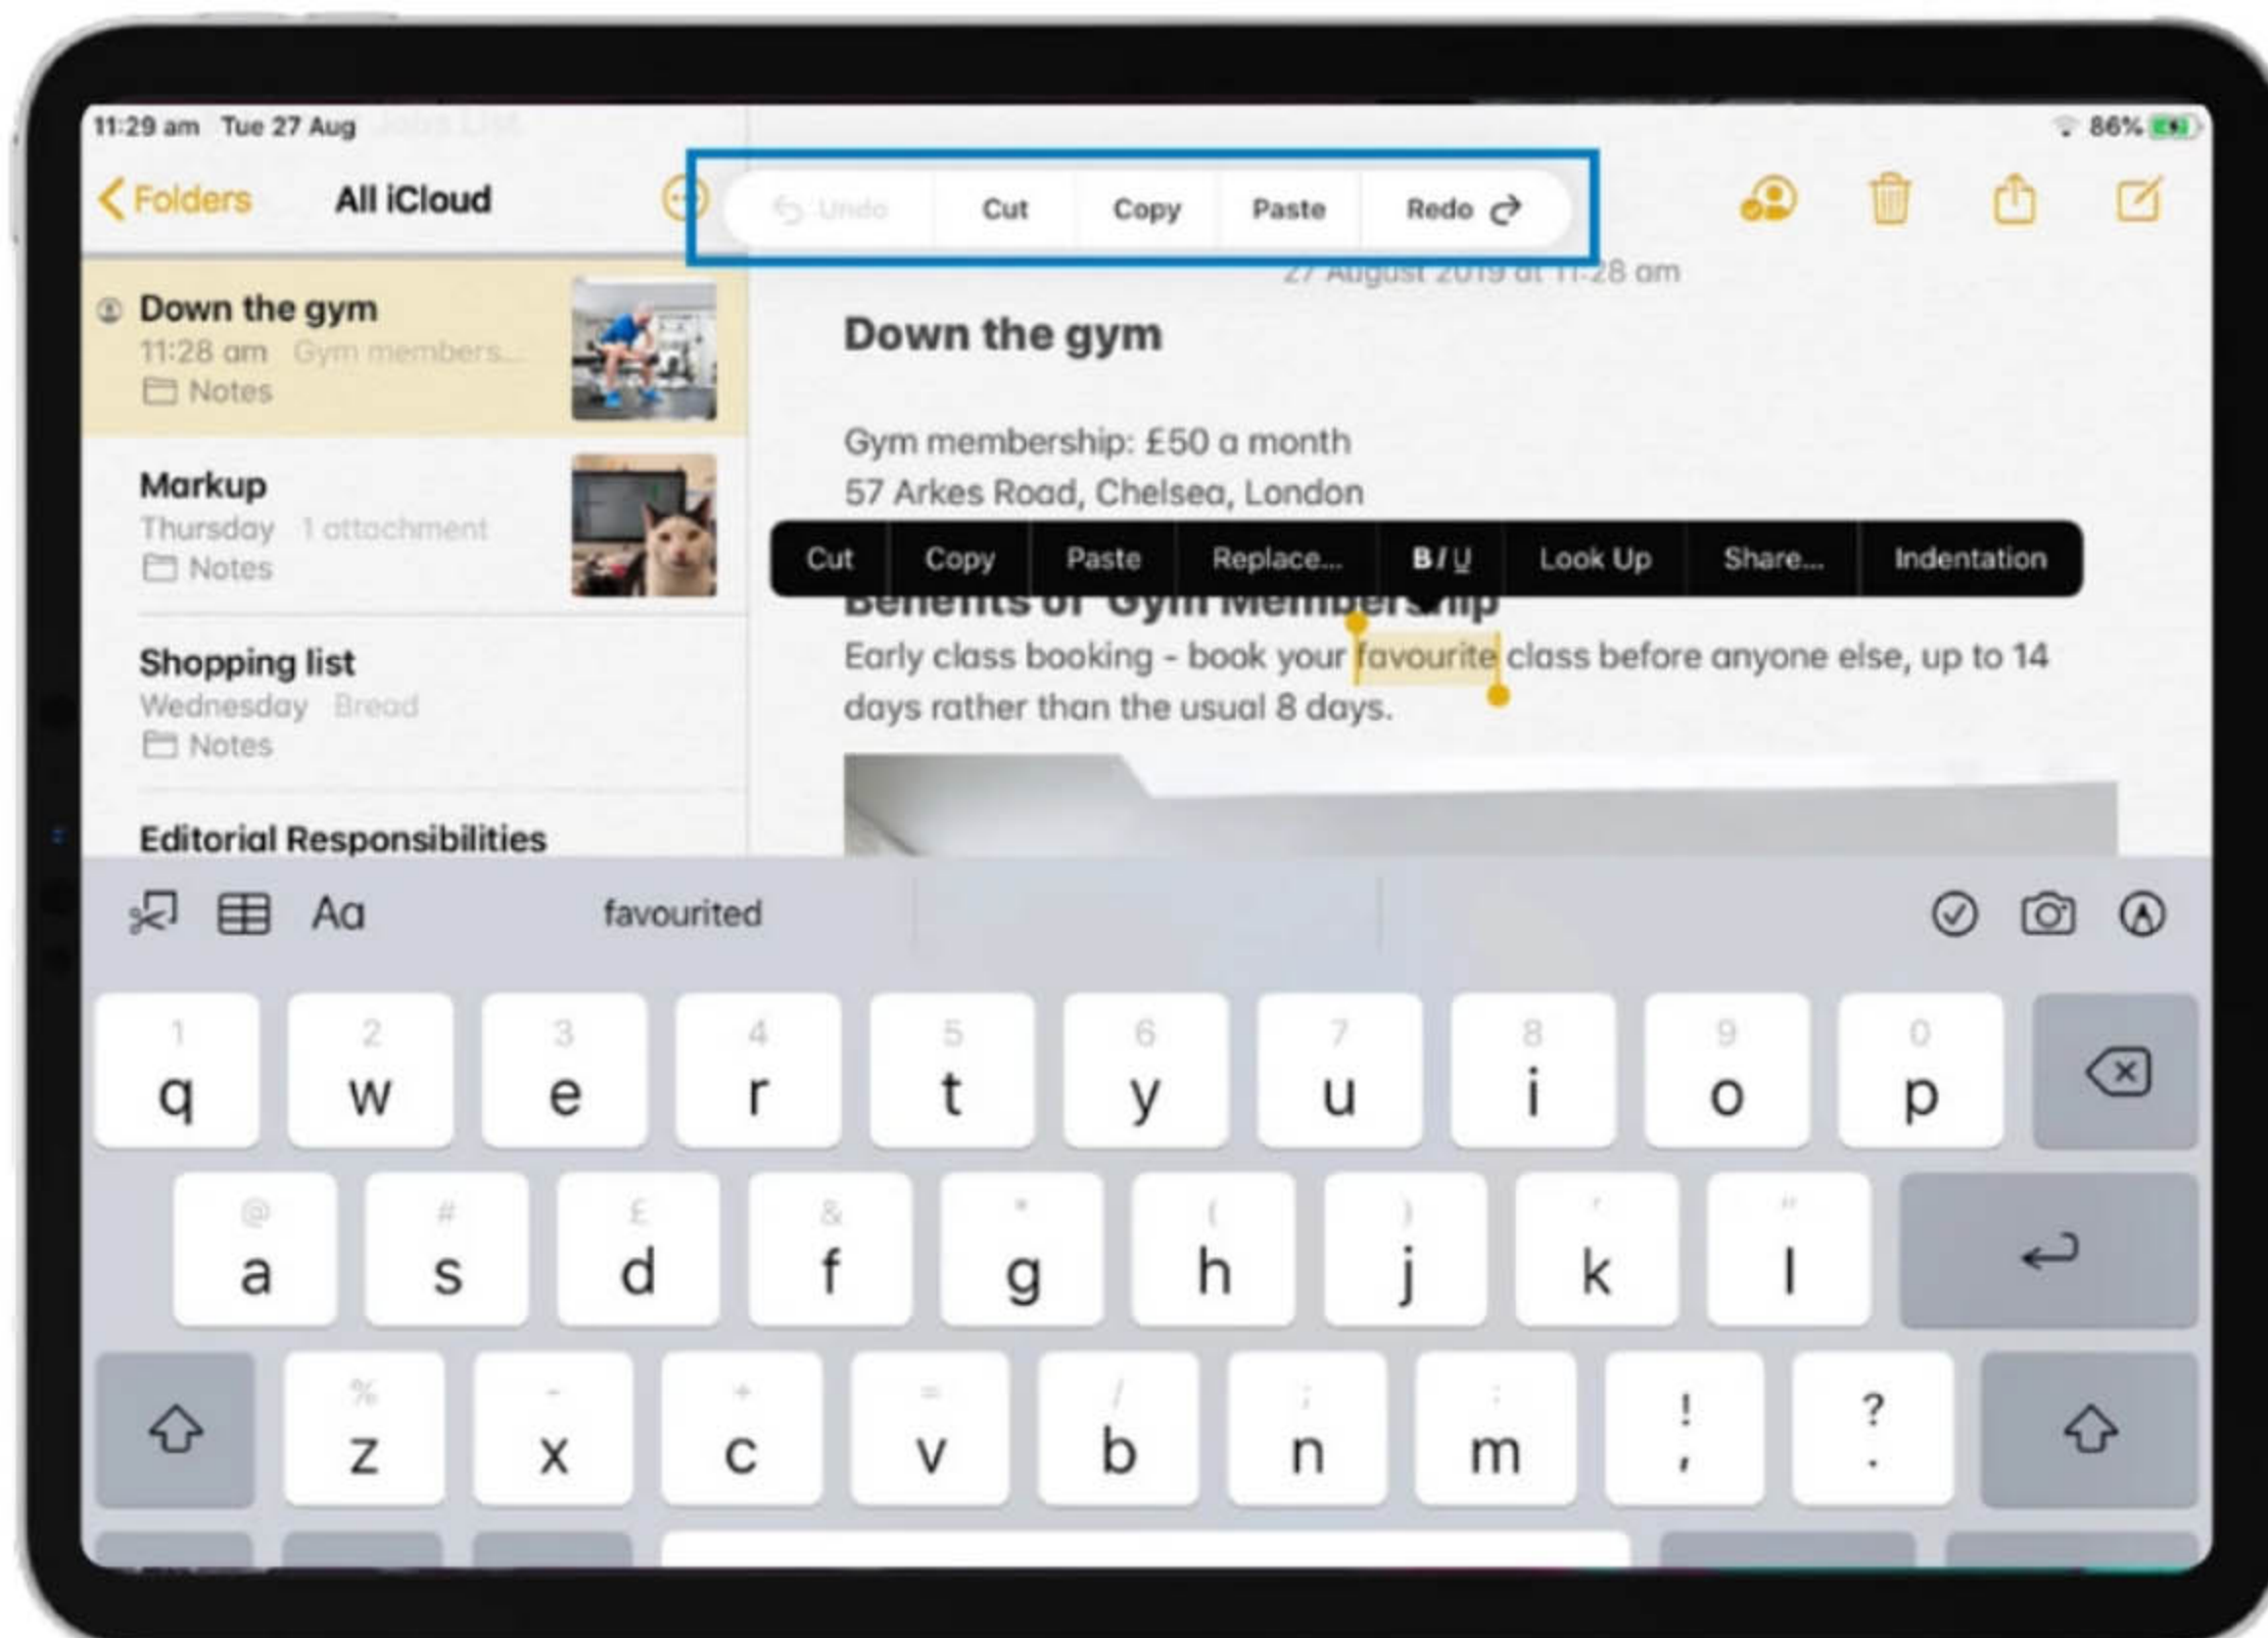 11:29 am Tue 27 Aug
86%
Folders
All iCloud
Undo
Cut
Copy
Paste
Redo
27 August 2019 at 11:28 am
Down the gym
11:28 am Gym members...
Notes
Markup
Thursday 1 attachment
Notes
Shopping list
Wednesday Bread
Notes
Editorial Responsibilities
Down the gym
Gym membership: £50 a month
57 Arkes Road, Chelsea, London
Cut Copy Paste Replace... BIU Look Up Share... Indentation
Benefits of Gym Membership
Early class booking - book your favourite class before anyone else, up to 14
days rather than the usual 8 days.
Aa
favourited
1 2 3 4 5 6 7 8 9 0
q w e r t y u i o p
@ # £ & * ( ) ' "
a s d f g h j k l
% - + = / ; : ! ?
z x c v b n m , .